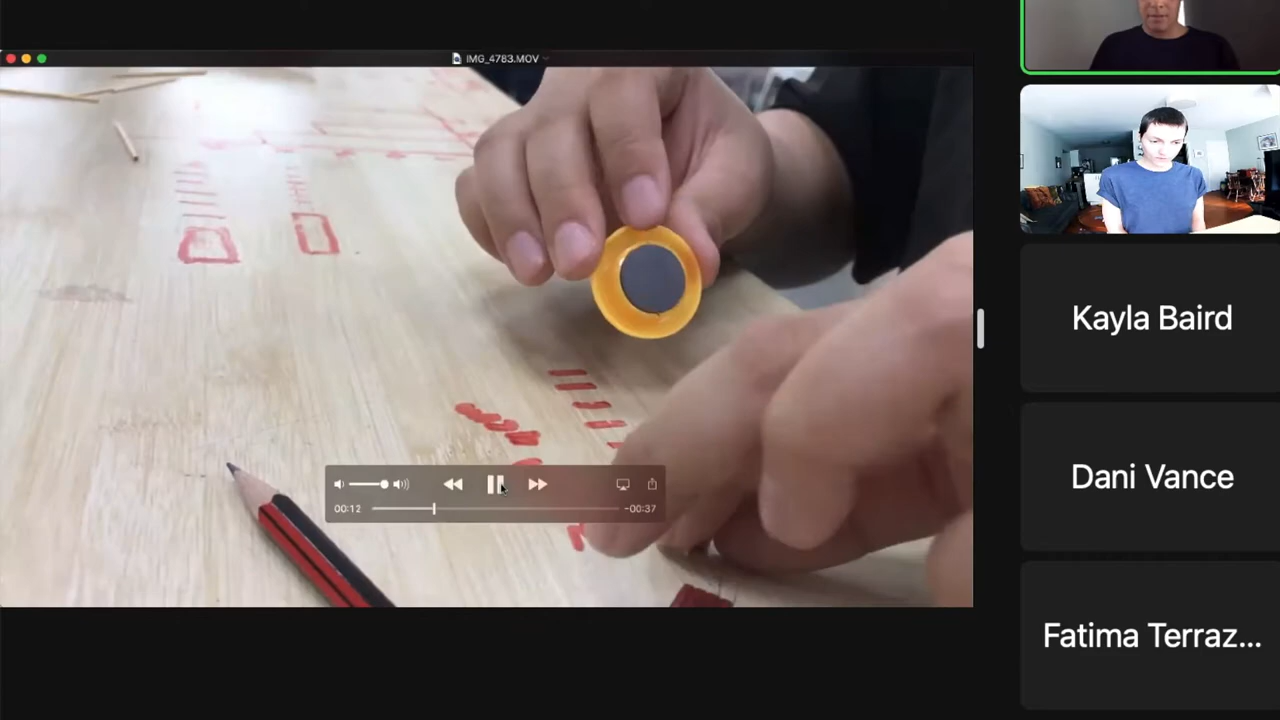 IMG_4783.MOV
00:12
-00:37
Kayla Baird
Dani Vance
Fatima Terraz...